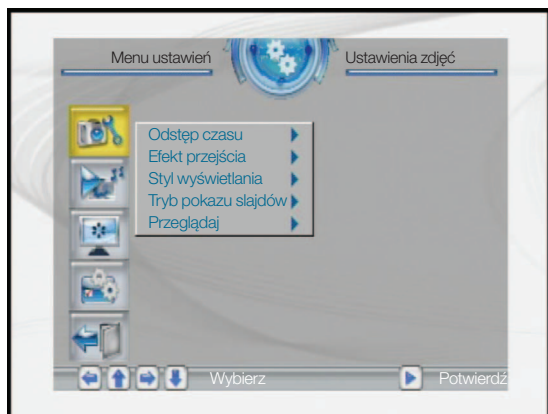 Menu ustawień
Ustawienia zdjęć
Odstęp czasu
Efekt przejścia
Styl wyświetlania
Tryb pokazu slajdów
Przeglądaj
Wybierz
Potwierdź